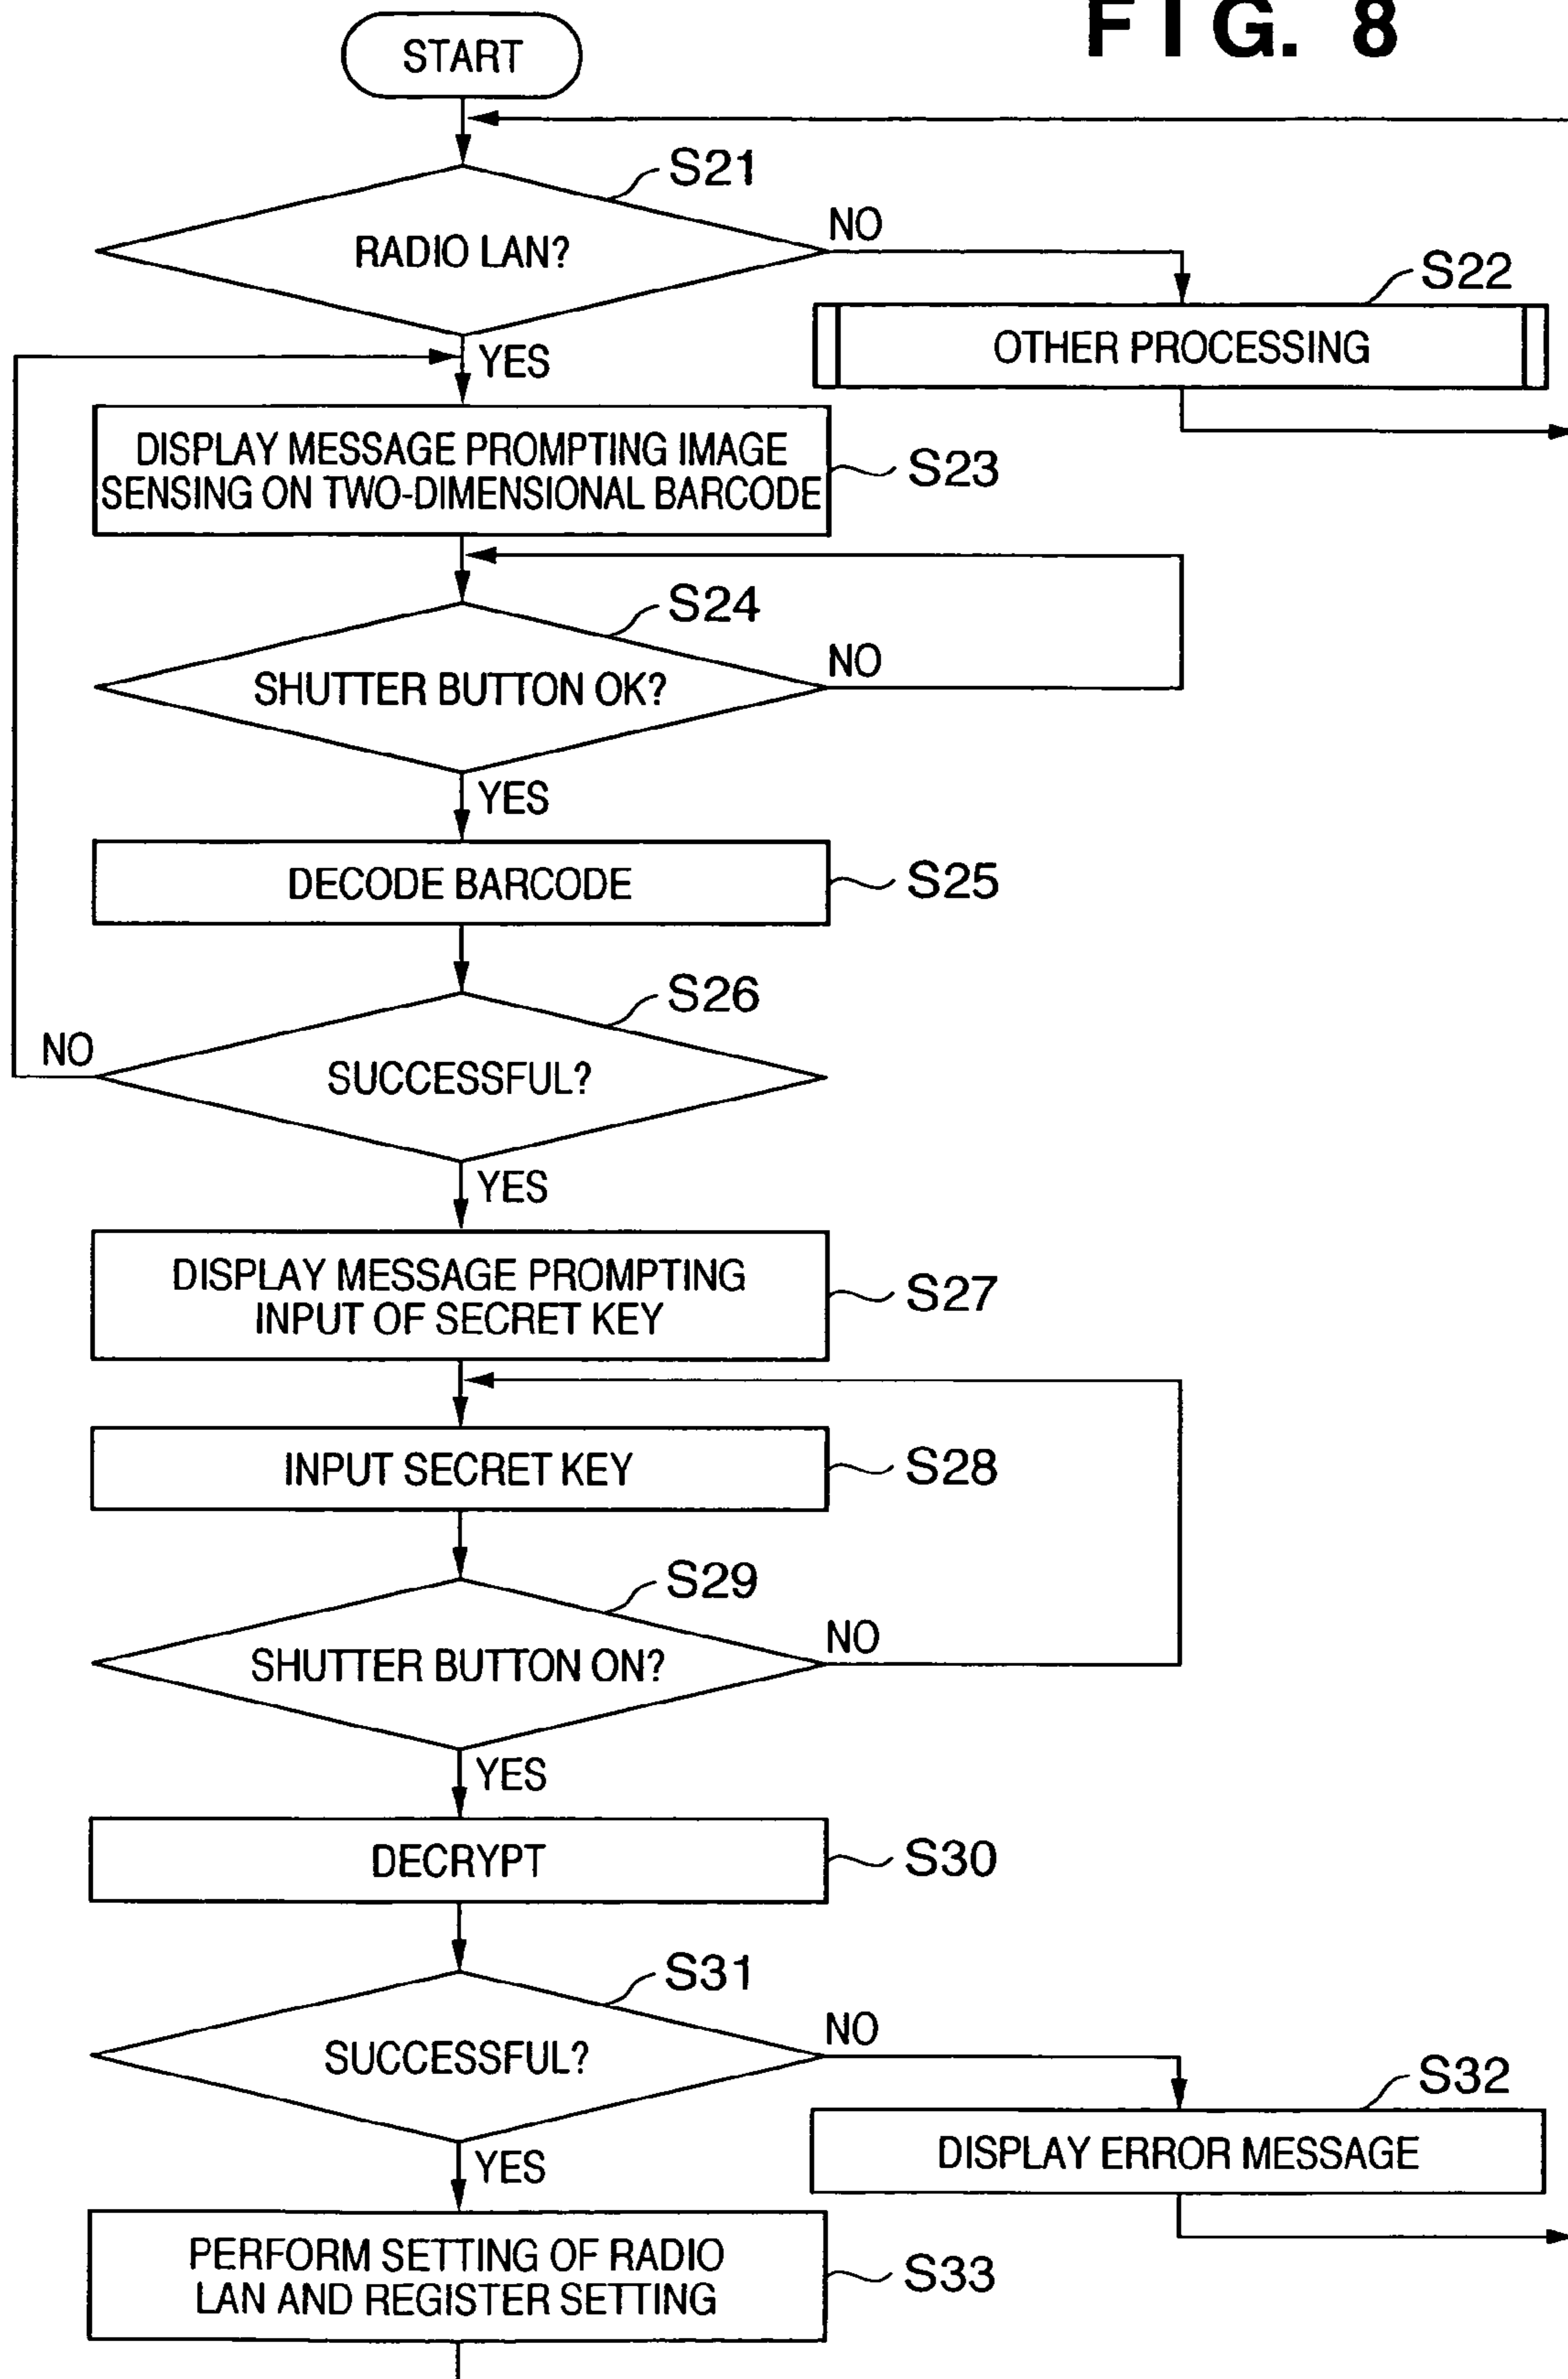 FIG. 8
START
S21
RADIO LAN?
NO
S22
OTHER PROCESSING
YES
DISPLAY MESSAGE PROMPTING IMAGE
SENSING ON TWO-DIMENSIONAL BARCODE
S23
S24
SHUTTER BUTTON OK?
NO
YES
DECODE BARCODE
S25
S26
NO
SUCCESSFUL?
YES
DISPLAY MESSAGE PROMPTING
INPUT OF SECRET KEY
S27
INPUT SECRET KEY
S28
S29
SHUTTER BUTTON ON?
NO
YES
DECRYPT
S30
S31
SUCCESSFUL?
NO
S32
DISPLAY ERROR MESSAGE
YES
PERFORM SETTING OF RADIO
LAN AND REGISTER SETTING
S33